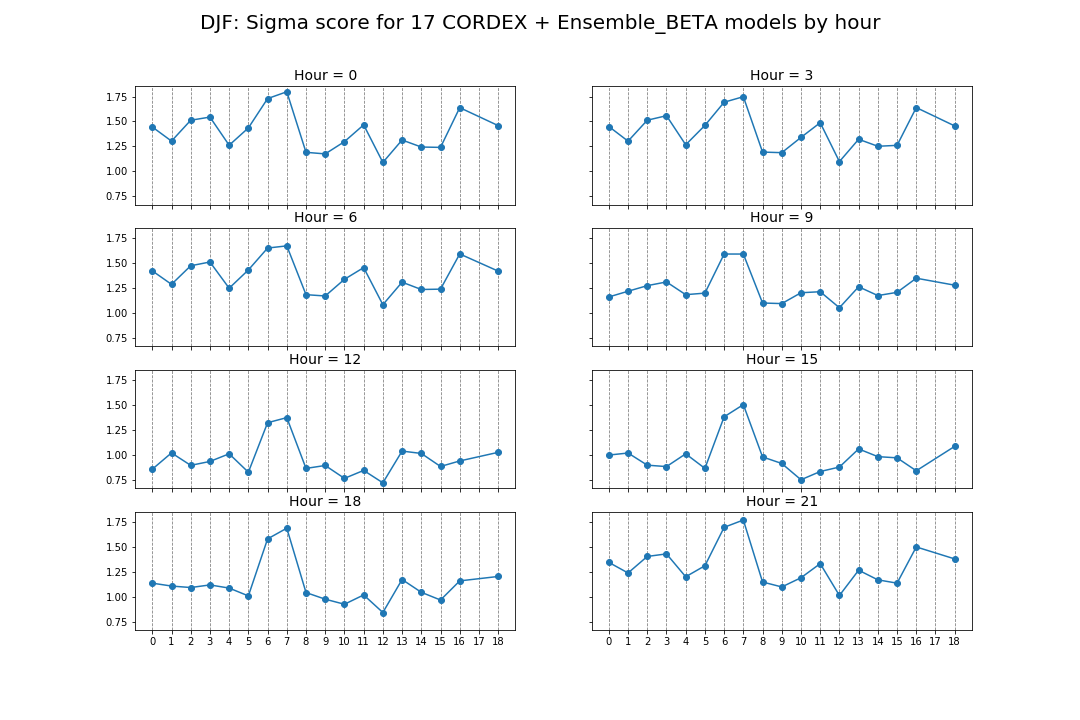 DJF: Sigma score for 17 CORDEX + Ensemble_BETA models by hour
Hour = 0
1.75
1.50
1.25
1.00
0.75
Hour = 3
Hour = 6
1.75
1.50
1.25
1.00
0.75
Hour = 9
Hour = 12
1.75
1.50
1.25
1.00
0.75
Hour = 15
Hour = 18
1.75
1.50
1.25
1.00
0.75
0 1 2 3 4 5 6 7 8 9 10 11 12 13 14 15 16 17 18
Hour = 21
0 1 2 3 4 5 6 7 8 9 10 11 12 13 14 15 16 17 18